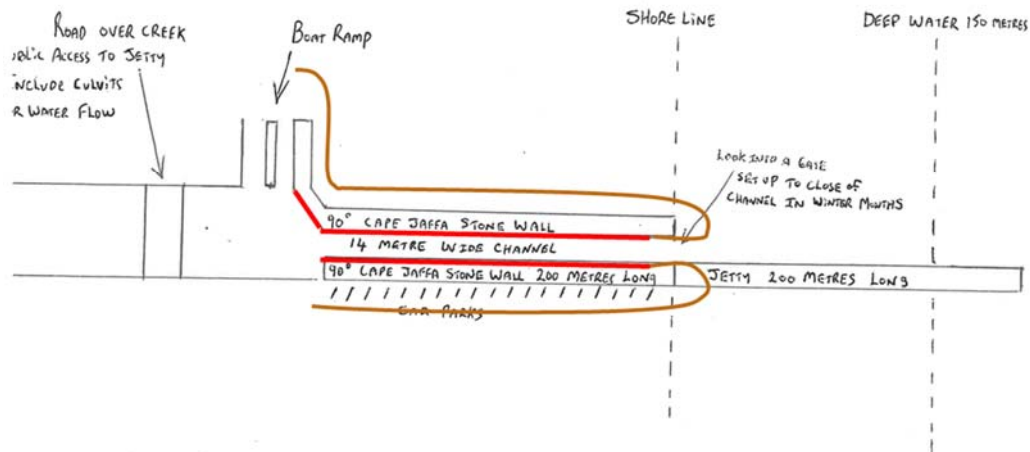 ROAD OVER CREEK
PUBLIC ACCESS TO JETTY
INCLUDE CULVITS
R WATER FLOW
BOAT RAMP
SHORE LINE
DEEP WATER 150 METRES
LOOK INTO A GATE
SET UP TO CLOSE OF
CHANNEL IN WINTER MONTHS
90° CAPE JAFFA STONE WALL
14 METRE WIDE CHANNEL
90° CAPE JAFFA STONE WALL 200 METRES LONG
JETTY 200 METRES LONG
CAR PARKS